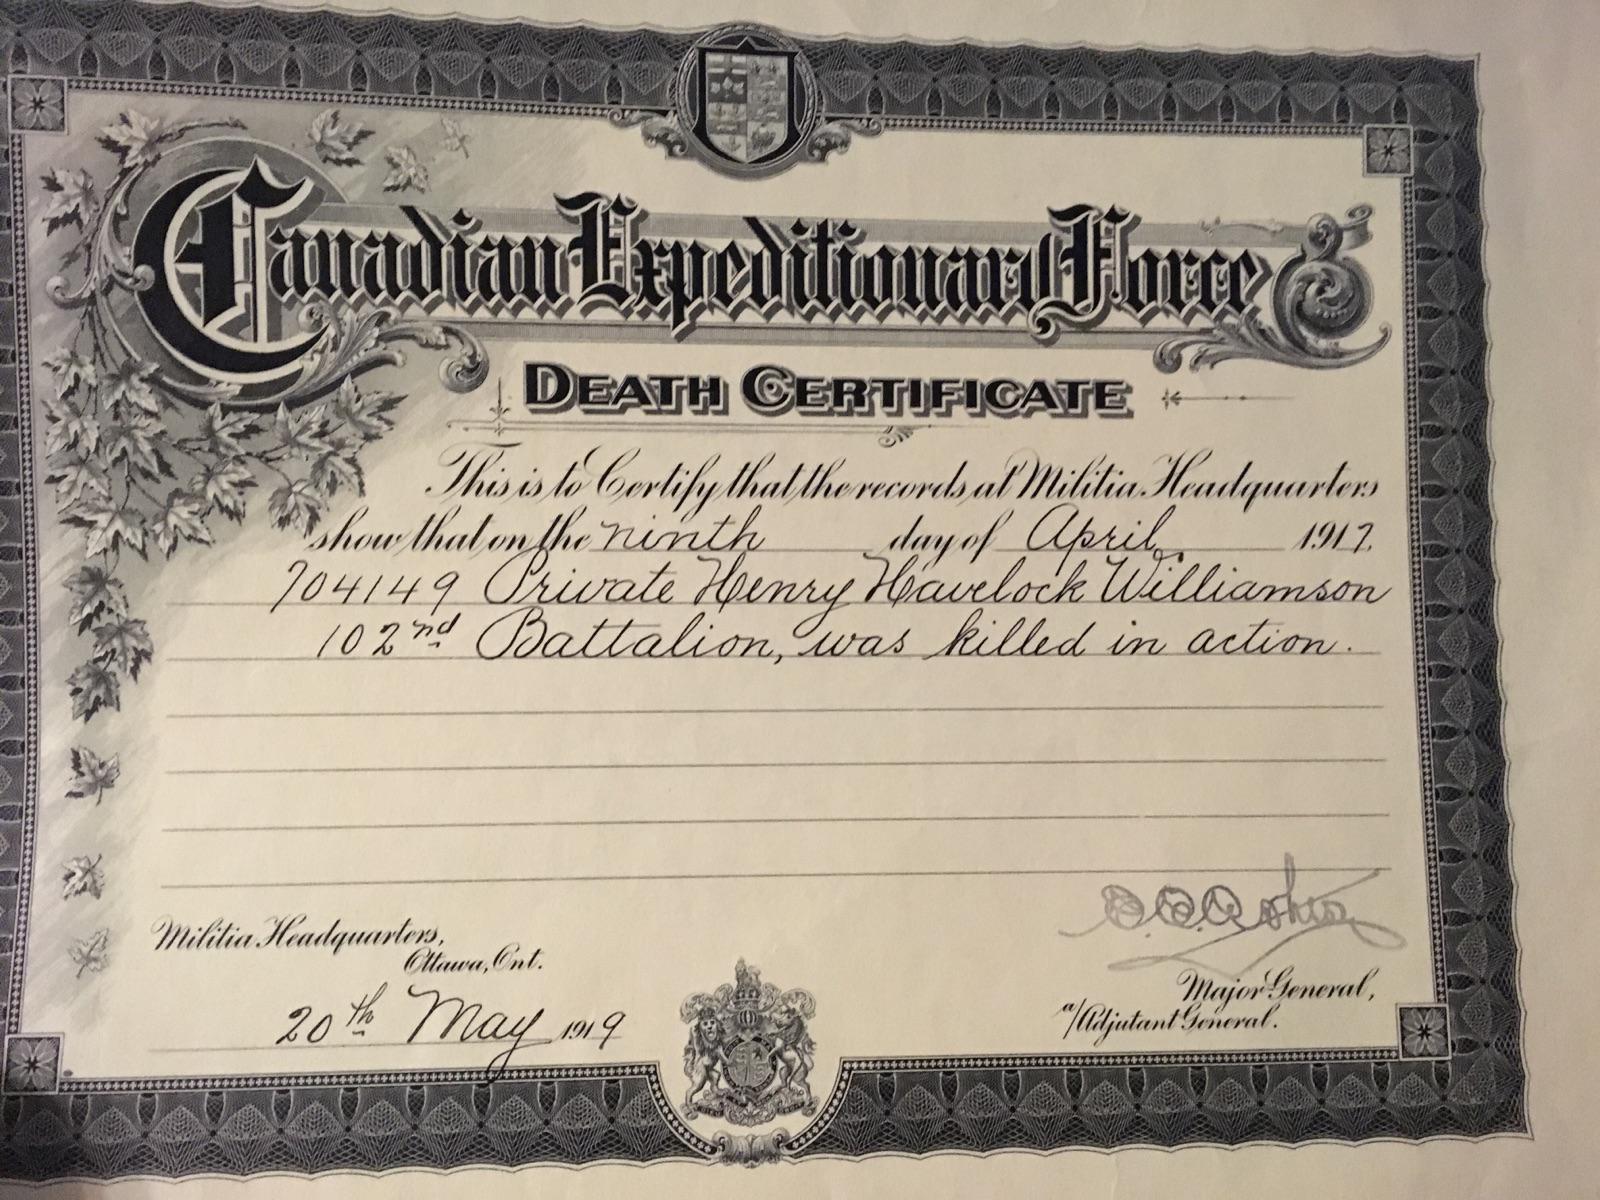 Canadian Expeditionary Force
DEATH CERTIFICATE
This is to Certify that the records at Militia Headquarters
show that on the ninth day of April 1917.
704149 Private Henry Havelock Williamson
102nd Battalion, was killed in action.
Militia Headquarters,
Ottawa, Ont.
20th May 1919
Major General,
a/Adjutant General.